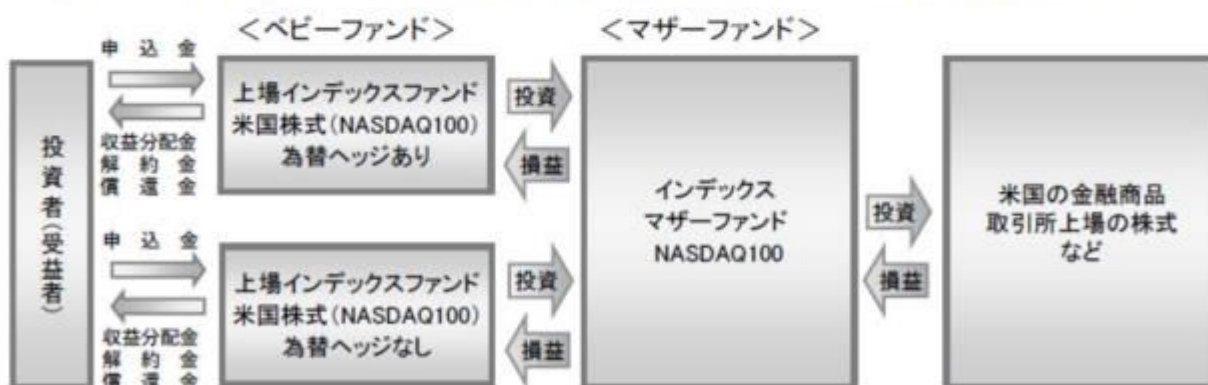 ＜ベビーファンド＞
＜マザーファンド＞
投資者(受益者)
申込金
収益分配金
解約金
償還金
上場インデックスファンド
米国株式(NASDAQ100)
為替ヘッジあり
投資
損益
申込金
収益分配金
解約金
償還金
上場インデックスファンド
米国株式(NASDAQ100)
為替ヘッジなし
投資
損益
インデックス
マザーファンド
NASDAQ100
投資
損益
米国の金融商品
取引所上場の株式
など